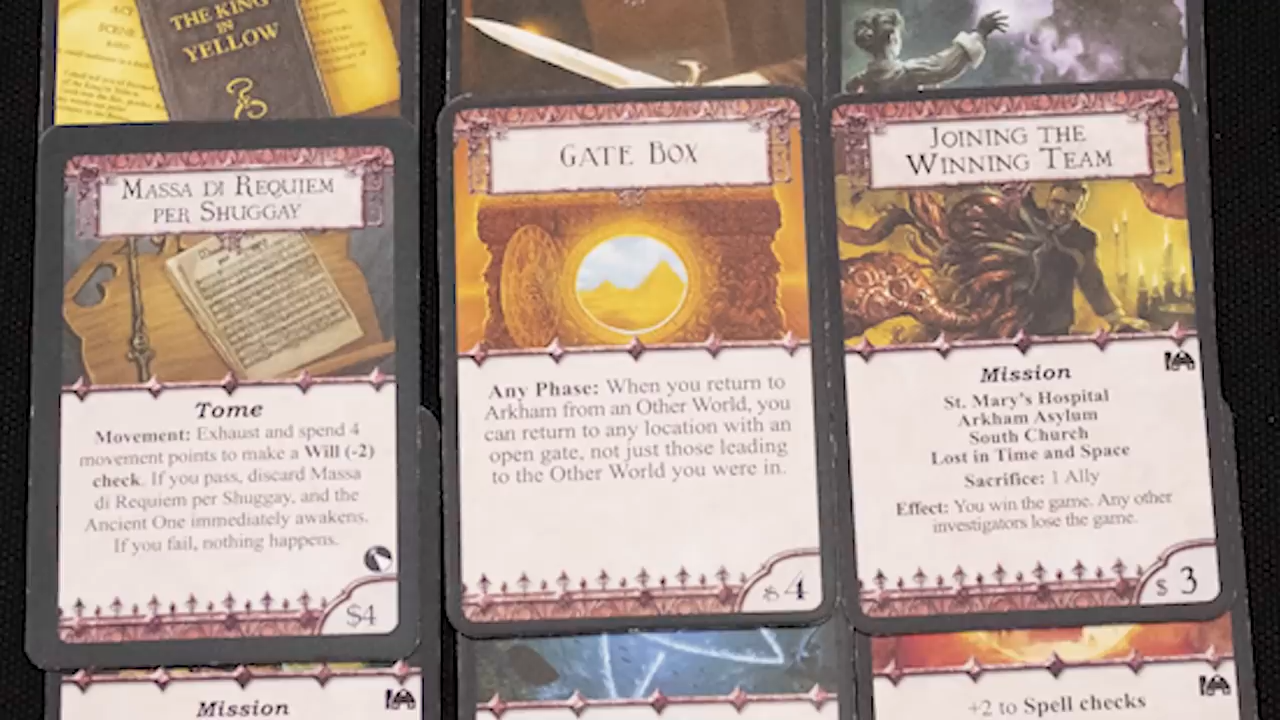 THE KING
IN
YELLOW
MASSA DI REQUIEM
PER SHUGGAY
Tome
Movement: Exhaust and spend 4
movement points to make a Will (-2)
check. If you pass, discard Massa
di Requiem per Shuggay, and the
Ancient One immediately awakens.
If you fail, nothing happens.
$4
GATE BOX
Any Phase: When you return to
Arkham from an Other World, you
can return to any location with an
open gate, not just those leading
to the Other World you were in.
$4
JOINING THE
WINNING TEAM
Mission
St. Mary's Hospital
Arkham Asylum
South Church
Lost in Time and Space
Sacrifice: 1 Ally
Effect: You win the game. Any other
investigators lose the game.
$3
Mission
+2 to Spell checks